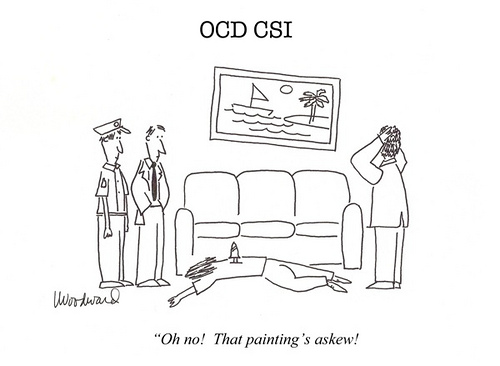 OCD CSI
Woodward
"Oh no! That painting's askew!